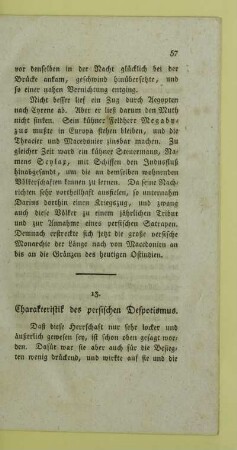 57
vor denselben in der Nacht glücklich bei der
Brücke ankam, geschwind hinübersetzte, und
so einer nahen Vernichtung entging.
Nicht besser lief ein Zug durch Aegypten
nach Cyrene ab. Aber er ließ darum den Muth
nicht sinken. Sein kühner Feldherr Megaby-
zus mußte in Europa stehen bleiben, und die
Thracier und Macedonier zinsbar machen. Zu
gleicher Zeit ward ein kühner Seemann, Na-
mens Scylax, mit Schiffen den Indusfluß
hinabgesandt, um die an demselben wohnenden
Völkerschaften kennen zu lernen. Da seine Nach-
richten sehr vortheilhaft ausfielen, so unternahm
Darius dorthin einen Kriegszug, und zwang
auch diese Völker zu einem jährlichen Tribut
und zur Annahme eines persischen Satrapen.
Demnach erstreckte sich jetzt die große persische
Monarchie der Länge nach von Macedonien an
bis an die Gränzen des heutigen Ostindien.
13.
Charakteristik des persischen Despotismus.
Daß diese Herrschaft nur sehr locker und
äußerlich gewesen sey, ist schon oben gesagt wor-
den. Dafür war sie aber auch für die Besieg-
ten wenig drückend, und wirkte auf sie und die